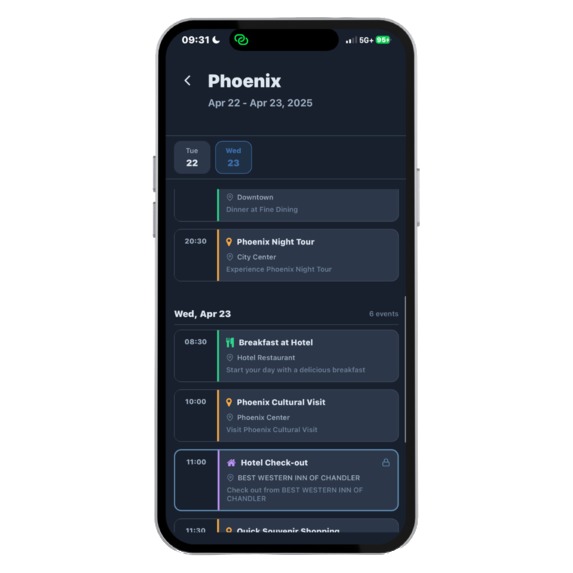 09:31
5G+ 95+
Phoenix
Apr 22 - Apr 23, 2025
Tue
22
Wed
23
Downtown
Dinner at Fine Dining
20:30
Phoenix Night Tour
City Center
Experience Phoenix Night Tour
Wed, Apr 23
6 events
08:30
Breakfast at Hotel
Hotel Restaurant
Start your day with a delicious breakfast
10:00
Phoenix Cultural Visit
Phoenix Center
Visit Phoenix Cultural Visit
11:00
Hotel Check-out
BEST WESTERN INN OF CHANDLER
Check out from BEST WESTERN INN OF
CHANDLER
11:30
Quick Souvenir Shopping